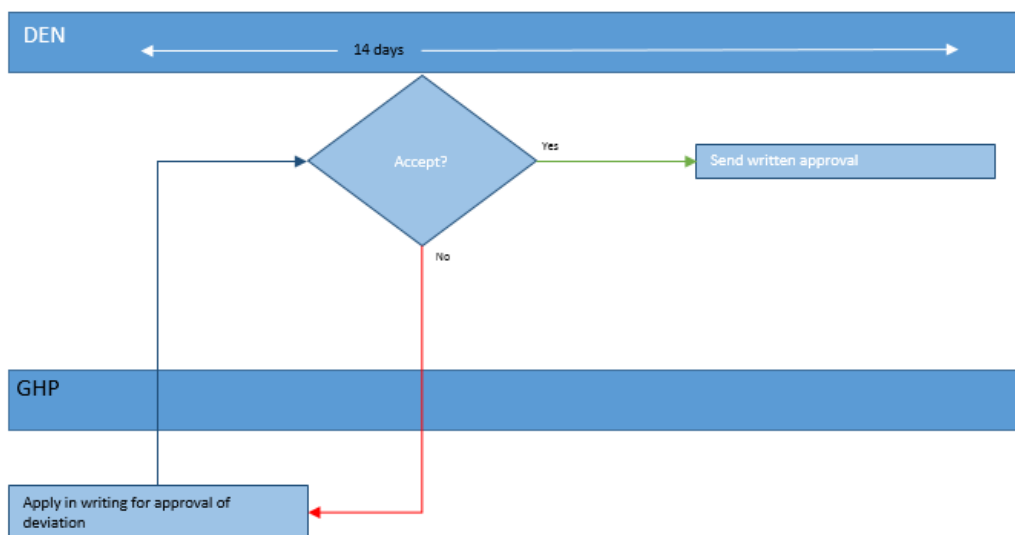 DEN
14 days
Accept?
Yes
Send written approval
No
GHP
Apply in writing for approval of
deviation